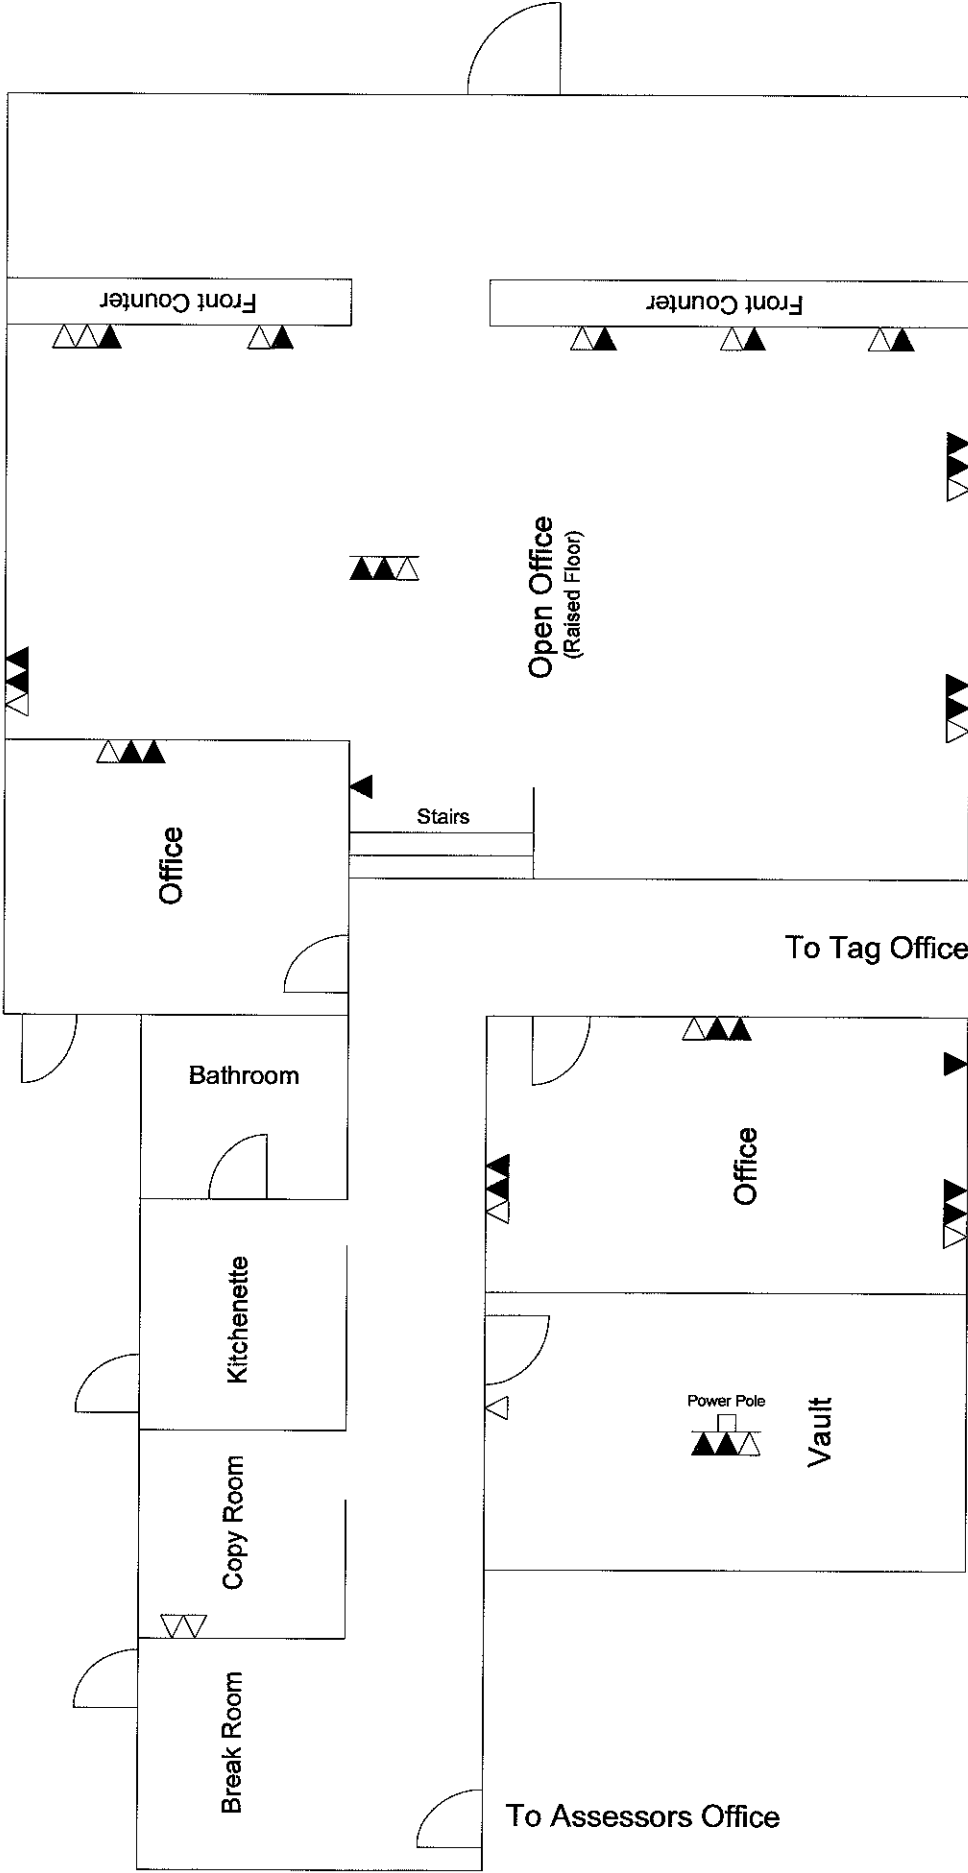 Front Counter
Front Counter
Open Office
(Raised Floor)
Stairs
Office
To Tag Office
Bathroom
Office
Kitchenette
Power Pole
Vault
Copy Room
Break Room
To Assessors Office